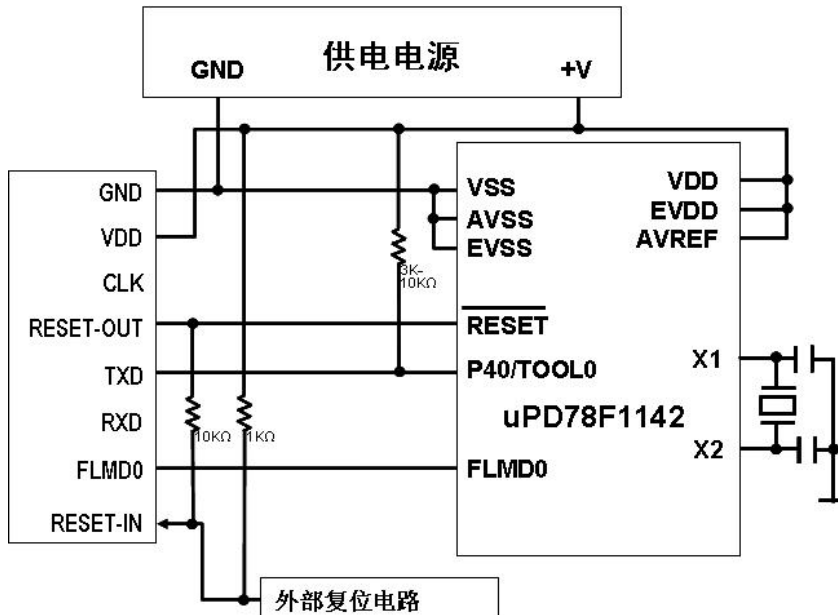 供电电源
GND
+V
GND
VDD
CLK
RESET-OUT
TXD
RXD
FLMD0
RESET-IN
3K-
10KΩ
10KΩ
1KΩ
VSS
AVSS
EVSS
RESET
P40/TOOL0
uPD78F1142
FLMD0
VDD
EVDD
AVREF
X1
X2
外部复位电路